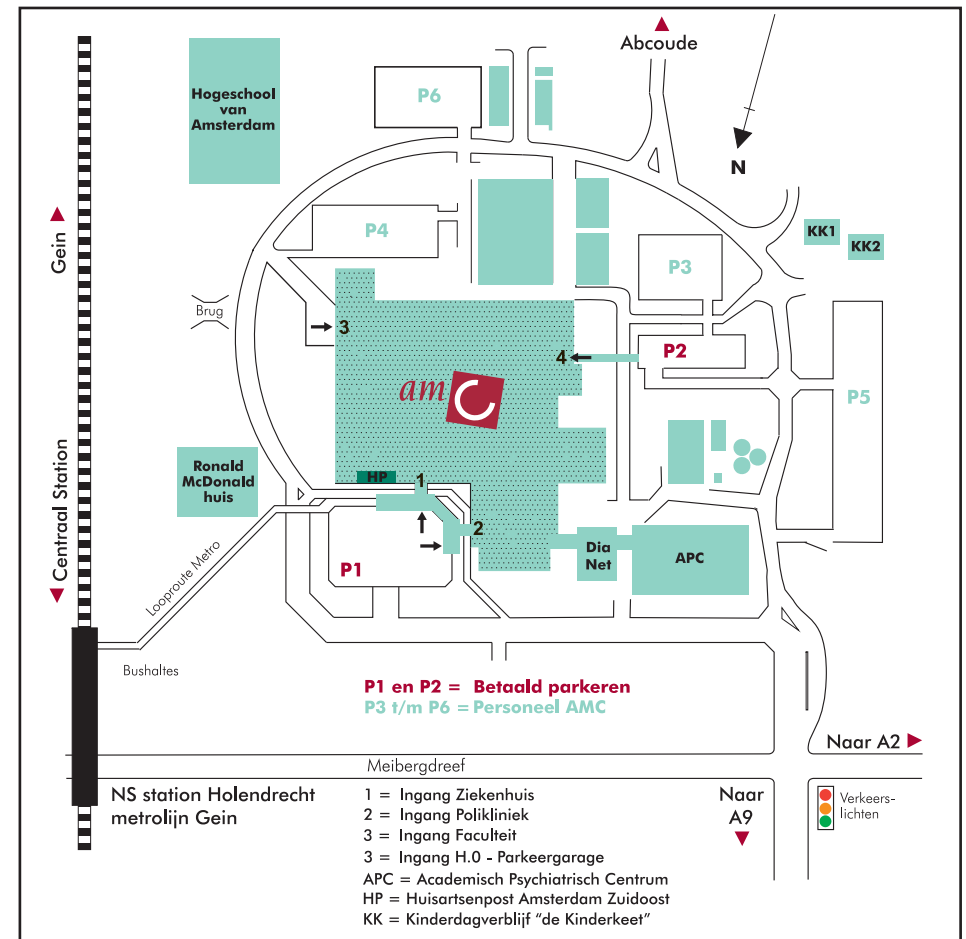 Abcoude
Hogeschool
van
Amsterdam
P6
N
P4
KK1
KK2
P3
Gein
Brug
3
4
P2
amc
P5
Centraal Station
Ronald
McDonald
huis
HP
1
2
Looproute Metro
P1
Dia
Net
APC
Bushaltes
P1 en P2 = Betaald parkeren
P3 t/m P6 = Personeel AMC
Naar A2
Meibergdreef
NS station Holendrecht
metrolijn Gein
1 = Ingang Ziekenhuis
2 = Ingang Polikliniek
3 = Ingang Faculteit
3 = Ingang H.0 - Parkeergarage
APC = Academisch Psychiatrisch Centrum
HP = Huisartsenpost Amsterdam Zuidoost
KK = Kinderdagverblijf “de Kinderkeet”
Naar
A9
Verkeers-
lichten